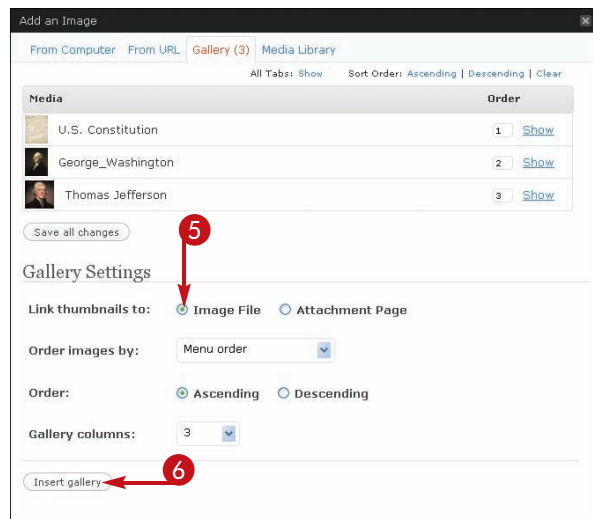 Add an Image
From Computer From URL Gallery (3) Media Library
All Tabs: Show Sort Order: Ascending | Descending | Clear
Media Order
U.S. Constitution 1 Show
George_Washington 2 Show
Thomas Jefferson 3 Show
Save all changes
5
Gallery Settings
Link thumbnails to: Image File Attachment Page
Order images by: Menu order
Order: Ascending Descending
Gallery columns: 3
Insert gallery 6